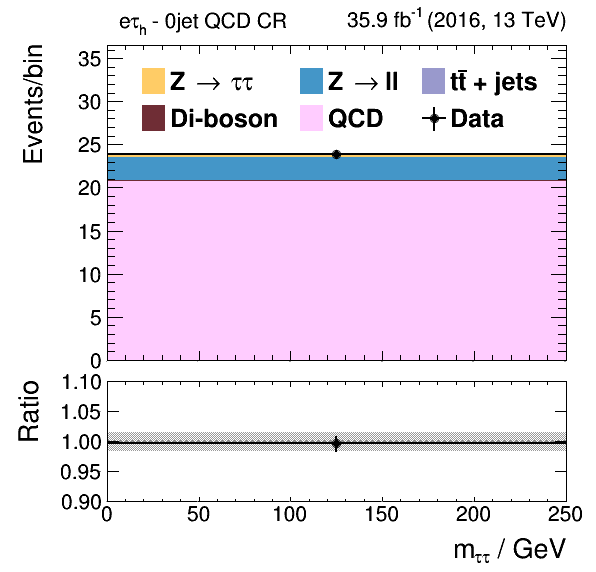 eτh - 0jet QCD CR 35.9 fb-1 (2016, 13 TeV)
Events/bin
35
30
25
20
15
10
5
0
Z → ττ Z → ll tt̄ + jets
Di-boson QCD Data
Ratio
1.10
1.05
1.00
0.95
0.90
0 50 100 150 200 250
mττ / GeV